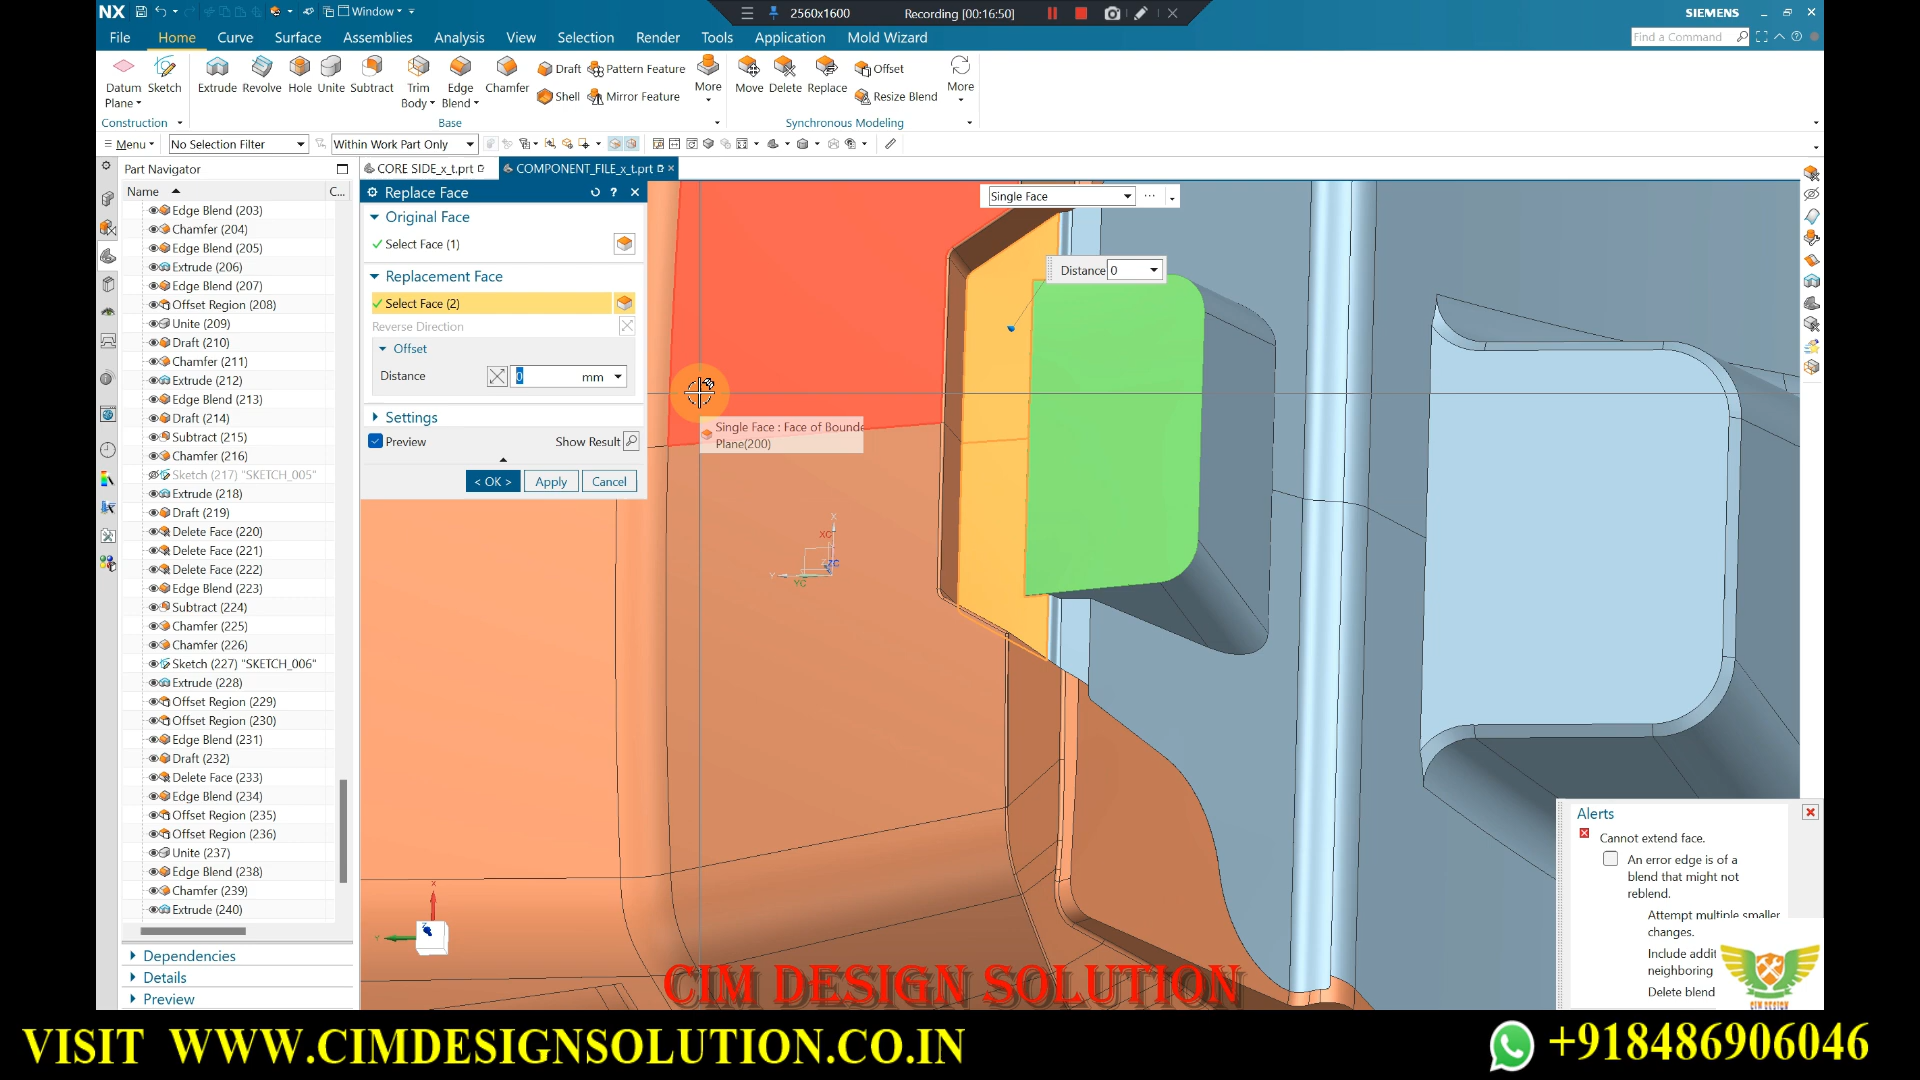 NX
Window
2560x1600
Recording [00:16:50]
SIEMENS
File
Home
Curve
Surface
Assemblies
Analysis
View
Selection
Render
Tools
Application
Mold Wizard
Find a Command
Datum Plane
Sketch
Extrude
Revolve
Hole
Unite
Subtract
Trim Body
Edge Blend
Chamfer
Draft
Shell
Pattern Feature
Mirror Feature
More
Move
Delete
Replace
Offset
Resize Blend
More
Construction
Base
Synchronous Modeling
Menu
No Selection Filter
Within Work Part Only
Part Navigator
Name
C...
Edge Blend (203)
Chamfer (204)
Edge Blend (205)
Extrude (206)
Edge Blend (207)
Offset Region (208)
Unite (209)
Draft (210)
Chamfer (211)
Extrude (212)
Edge Blend (213)
Draft (214)
Subtract (215)
Chamfer (216)
Sketch (217) "SKETCH_005"
Extrude (218)
Draft (219)
Delete Face (220)
Delete Face (221)
Delete Face (222)
Edge Blend (223)
Subtract (224)
Chamfer (225)
Chamfer (226)
Sketch (227) "SKETCH_006"
Extrude (228)
Offset Region (229)
Offset Region (230)
Edge Blend (231)
Draft (232)
Delete Face (233)
Edge Blend (234)
Offset Region (235)
Offset Region (236)
Unite (237)
Edge Blend (238)
Chamfer (239)
Extrude (240)
Dependencies
Details
Preview
CORE SIDE_x_t.prt
COMPONENT_FILE_x_t.prt
Replace Face
Original Face
Select Face (1)
Replacement Face
Select Face (2)
Reverse Direction
Offset
Distance
0
mm
Settings
Preview
Show Result
< OK >
Apply
Cancel
Single Face
Distance 0
Single Face : Face of Bounde
Plane(200)
X
XC
ZC
Y
YC
X
Y
Alerts
Cannot extend face.
An error edge is of a
blend that might not
reblend.
Attempt multiple smaller
changes.
Include addit
neighboring
Delete blend
CIM DESIGN
CIM DESIGN SOLUTION
VISIT WWW.CIMDESIGNSOLUTION.CO.IN
+918486906046